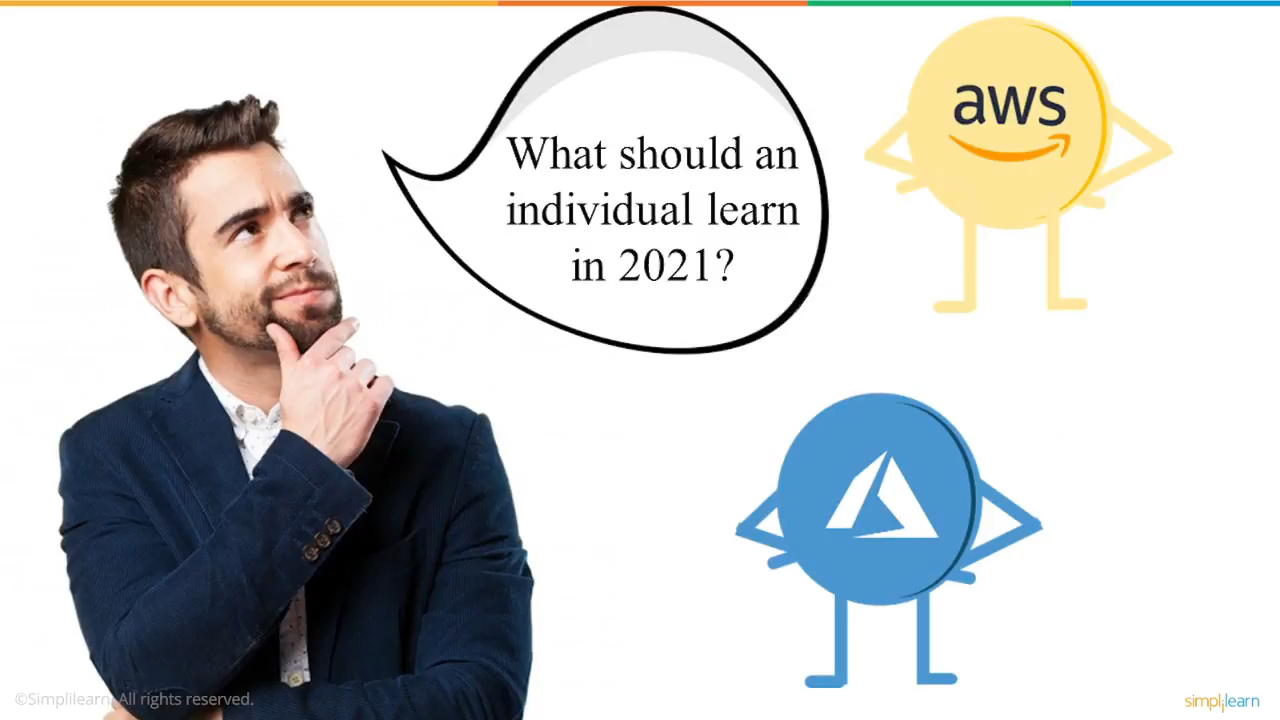 What should an
individual learn
in 2021?
aws
©Simplilearn. All rights reserved.
simplilearn